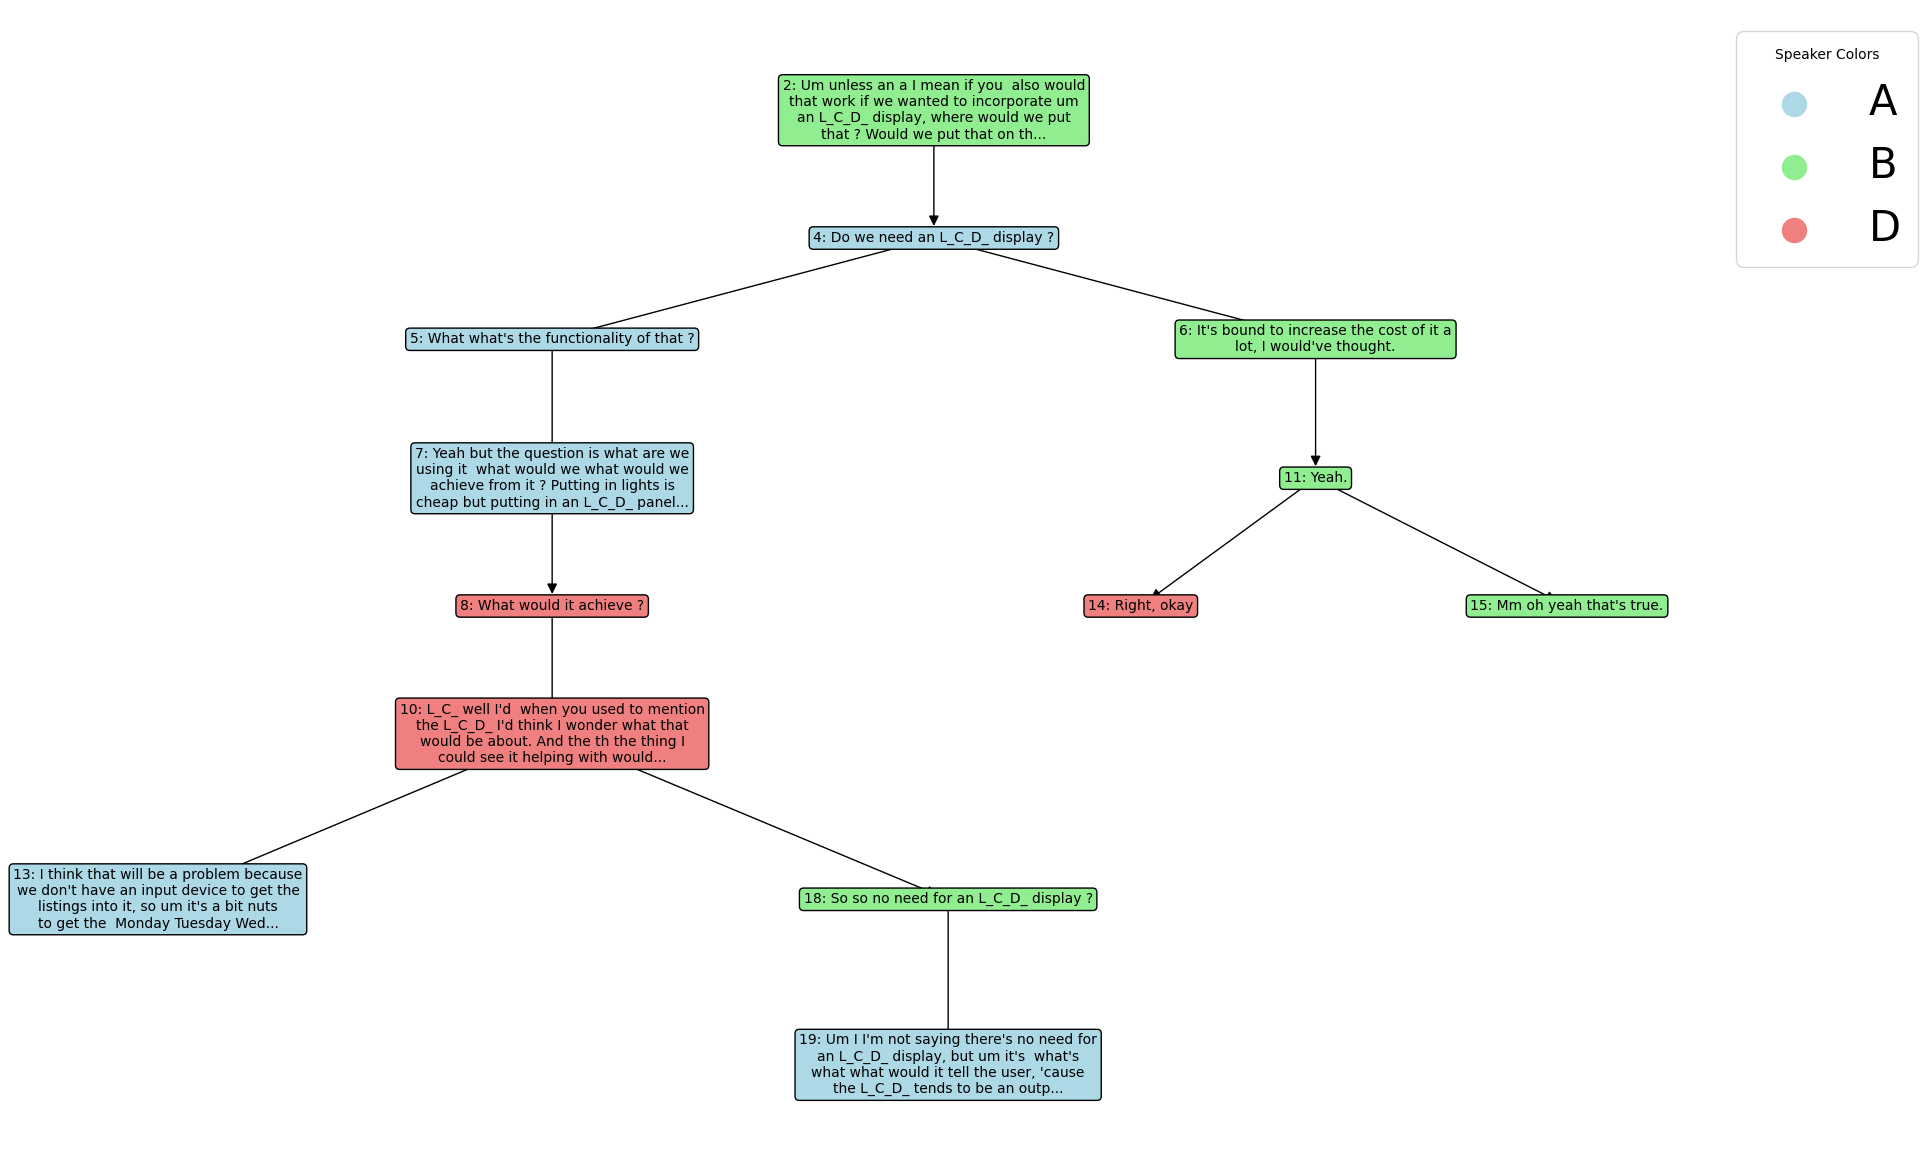 Speaker Colors
A
B
D
2: Um unless an a I mean if you  also would
that work if we wanted to incorporate um
an L_C_D_ display, where would we put
that ? Would we put that on th...
4: Do we need an L_C_D_ display ?
5: What what's the functionality of that ?
6: It's bound to increase the cost of it a
lot, I would've thought.
7: Yeah but the question is what are we
using it  what would we what would we
achieve from it ? Putting in lights is
cheap but putting in an L_C_D_ panel...
11: Yeah.
8: What would it achieve ?
14: Right, okay
15: Mm oh yeah that's true.
10: L_C_ well I'd  when you used to mention
the L_C_D_ I'd think I wonder what that
would be about. And the th the thing I
could see it helping with would...
13: I think that will be a problem because
we don't have an input device to get the
listings into it, so um it's a bit nuts
to get the  Monday Tuesday Wed...
18: So so no need for an L_C_D_ display ?
19: Um I I'm not saying there's no need for
an L_C_D_ display, but um it's  what's
what what would it tell the user, 'cause
the L_C_D_ tends to be an outp...